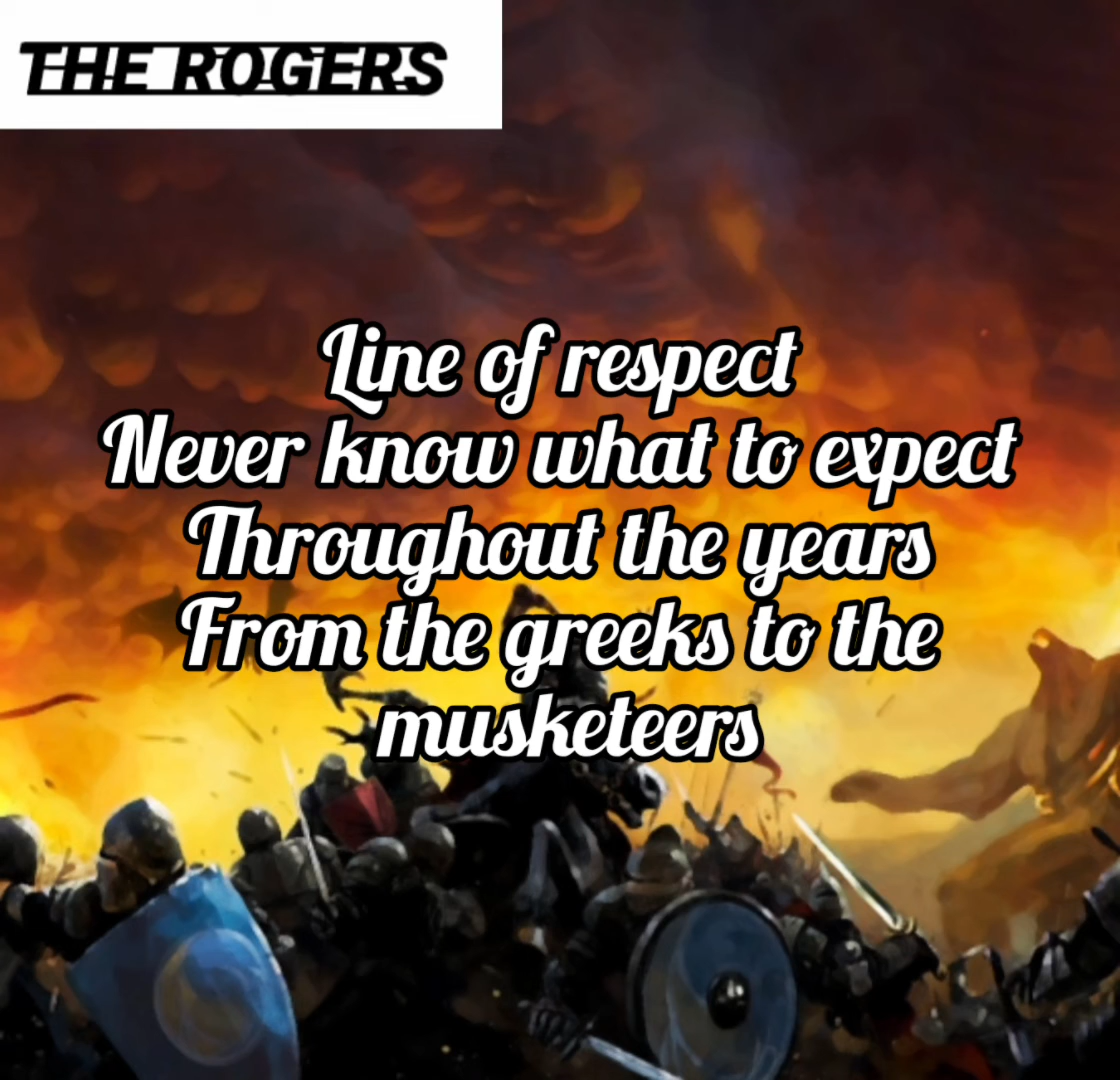 THE ROGERS
Line of respect
Never know what to expect
Throughout the years
From the greeks to the
musketeers